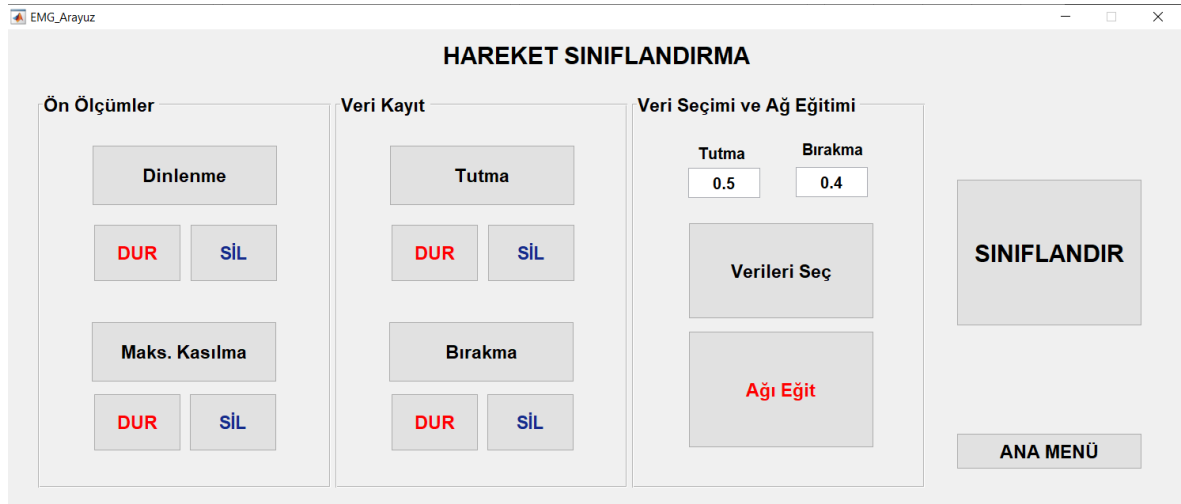 EMG_Arayuz
HAREKET SINIFLANDIRMA
Ön Ölçümler
Dinlenme
DUR SİL
Maks. Kasılma
DUR SİL
Veri Kayıt
Tutma
DUR SİL
Bırakma
DUR SİL
Veri Seçimi ve Ağ Eğitimi
Tutma Bırakma
0.5 0.4
Verileri Seç
Ağı Eğit
SINIFLANDIR
ANA MENÜ